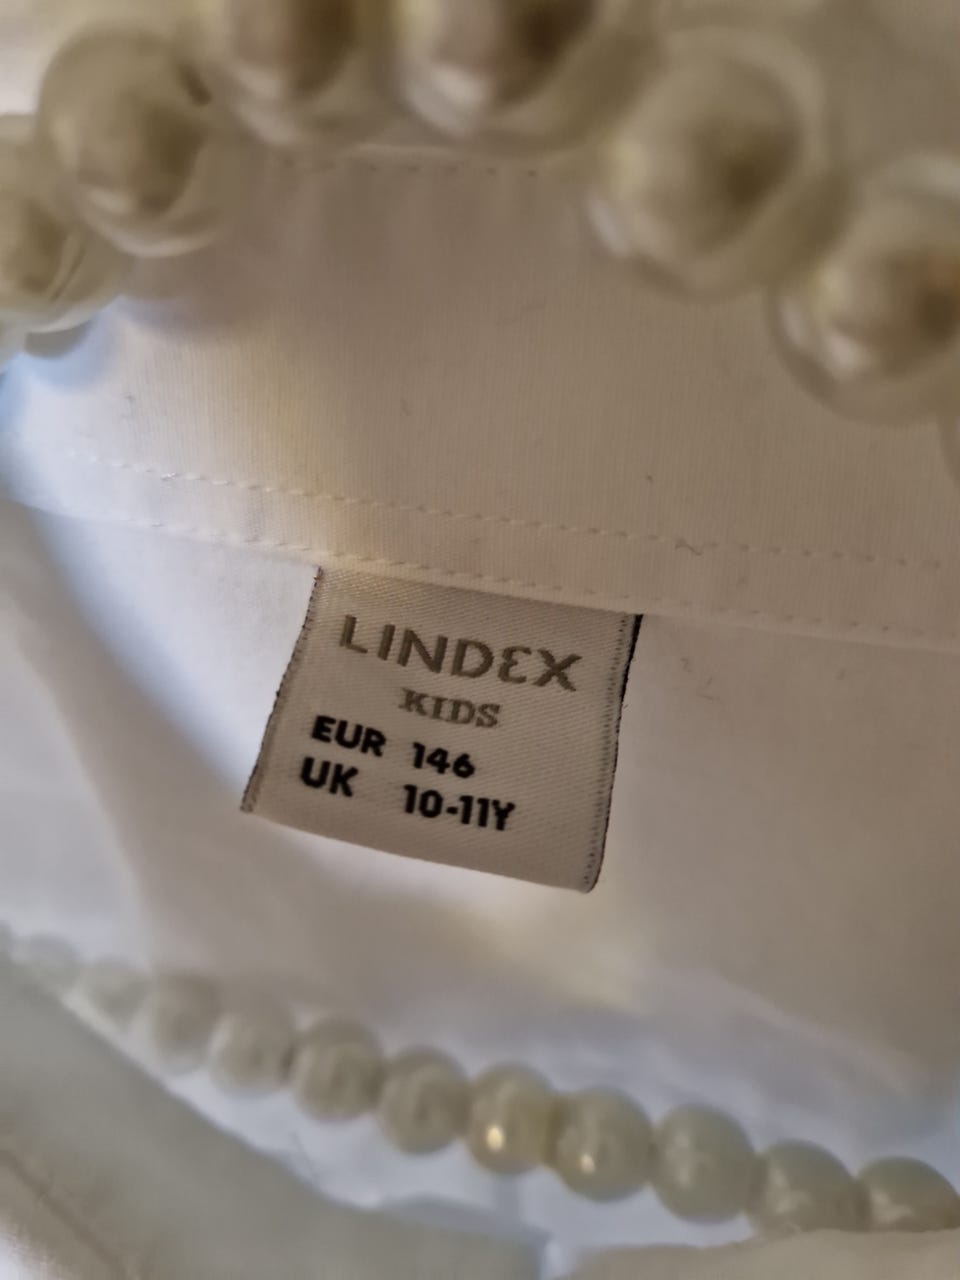 LINDEX
KIDS
EUR 146
UK 10-11Y